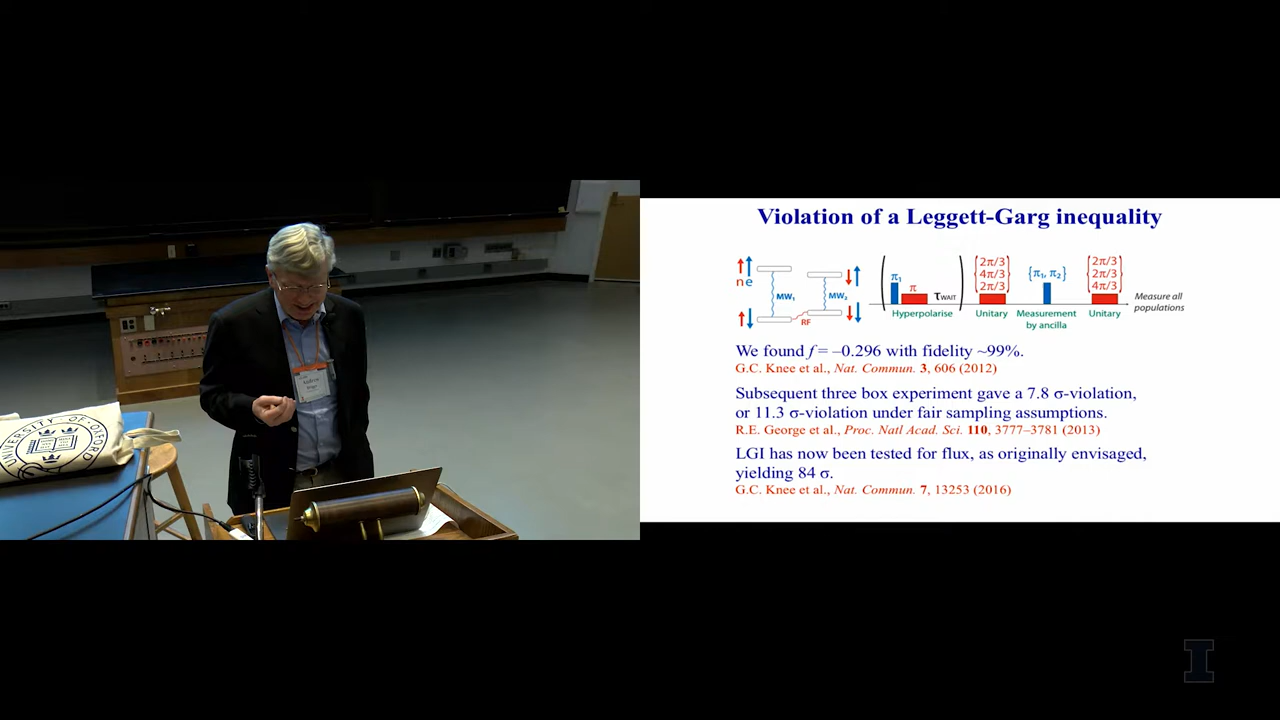 UNIVERSITY OF OXFORD
Violation of a Leggett-Garg inequality
n e
MW1
MW2
RF
π1
π
τWAIT
Hyperpolarise
2π/3
4π/3
2π/3
Unitary
{π1, π2}
Measurement
by ancilla
2π/3
2π/3
4π/3
Unitary
Measure all
populations
We found f = –0.296 with fidelity ~99%.
G.C. Knee et al., Nat. Commun. 3, 606 (2012)
Subsequent three box experiment gave a 7.8 σ-violation,
or 11.3 σ-violation under fair sampling assumptions.
R.E. George et al., Proc. Natl Acad. Sci. 110, 3777–3781 (2013)
LGI has now been tested for flux, as originally envisaged,
yielding 84 σ.
G.C. Knee et al., Nat. Commun. 7, 13253 (2016)
I